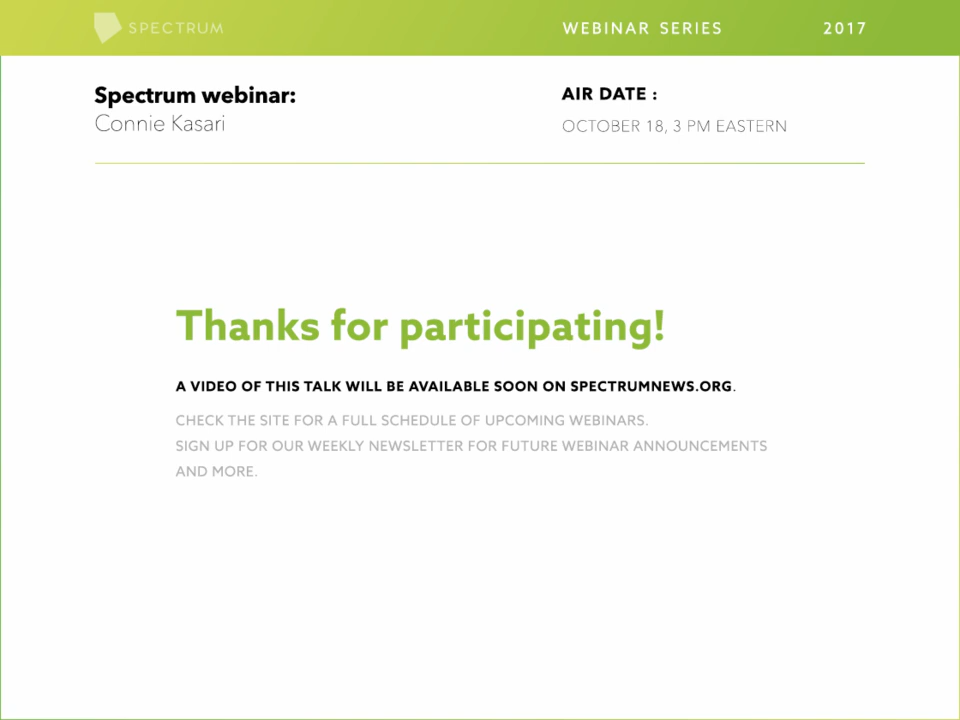 SPECTRUM
WEBINAR SERIES
2017
Spectrum webinar:
Connie Kasari
AIR DATE :
OCTOBER 18, 3 PM EASTERN
Thanks for participating!
A VIDEO OF THIS TALK WILL BE AVAILABLE SOON ON SPECTRUMNEWS.ORG.
CHECK THE SITE FOR A FULL SCHEDULE OF UPCOMING WEBINARS.
SIGN UP FOR OUR WEEKLY NEWSLETTER FOR FUTURE WEBINAR ANNOUNCEMENTS
AND MORE.